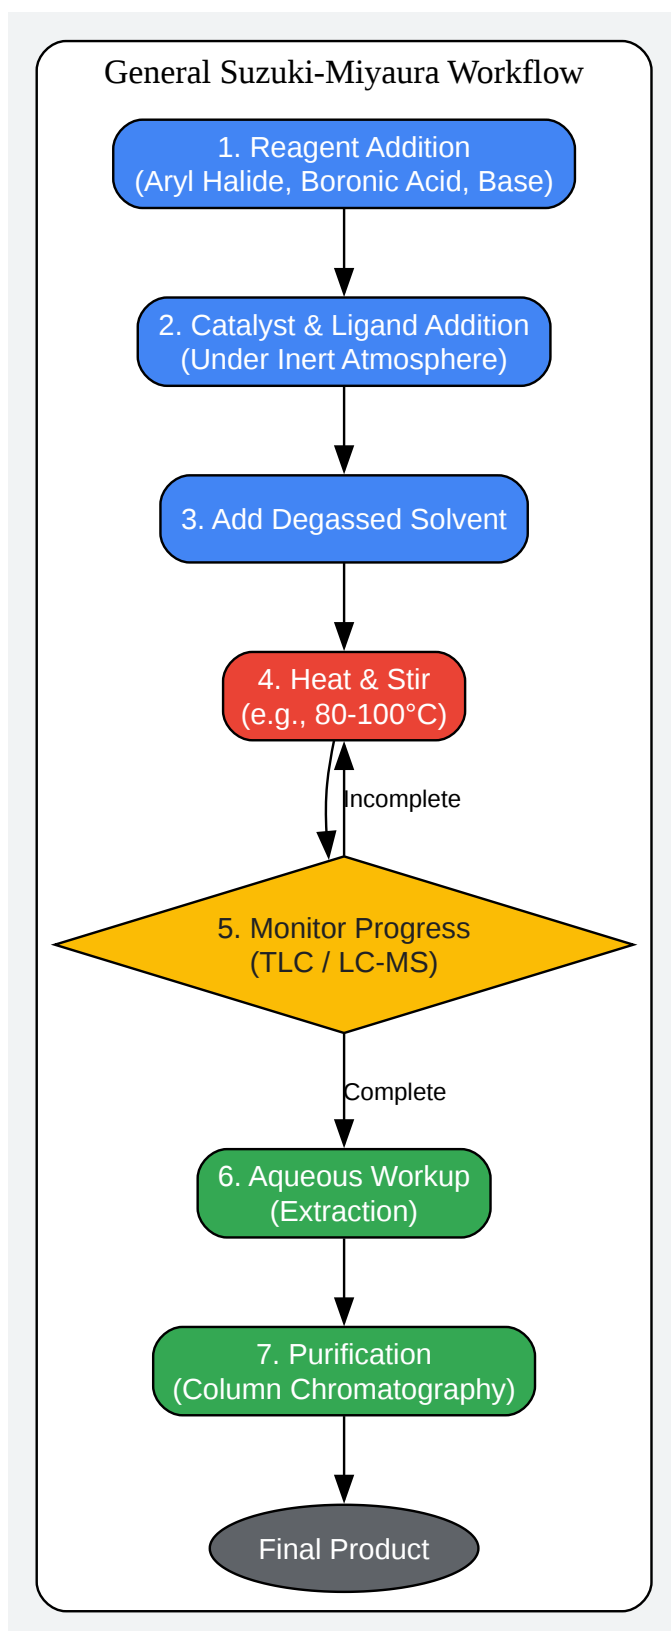 General Suzuki-Miyaura Workflow
1. Reagent Addition
(Aryl Halide, Boronic Acid, Base)
2. Catalyst & Ligand Addition
(Under Inert Atmosphere)
3. Add Degassed Solvent
4. Heat & Stir
(e.g., 80-100°C)
Incomplete
5. Monitor Progress
(TLC / LC-MS)
Complete
6. Aqueous Workup
(Extraction)
7. Purification
(Column Chromatography)
Final Product